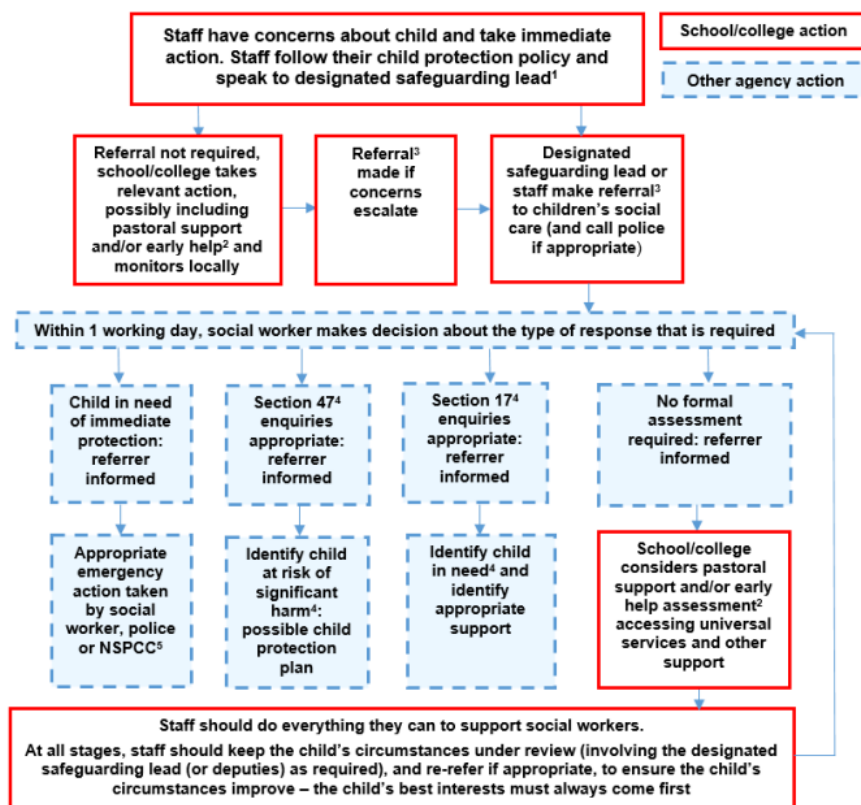 Staff have concerns about child and take immediate
action. Staff follow their child protection policy and
speak to designated safeguarding lead¹
School/college action
Other agency action
Referral not required,
school/college takes
relevant action,
possibly including
pastoral support
and/or early help² and
monitors locally
Referral³
made if
concerns
escalate
Designated
safeguarding lead or
staff make referral³
to children’s social
care (and call police
if appropriate)
Within 1 working day, social worker makes decision about the type of response that is required
Child in need
of immediate
protection:
referrer
informed
Section 47⁴
enquiries
appropriate:
referrer
informed
Section 17⁴
enquiries
appropriate:
referrer
informed
No formal
assessment
required: referrer
informed
Appropriate
emergency
action taken
by social
worker, police
or NSPCC⁵
Identify child
at risk of
significant
harm⁴:
possible child
protection
plan
Identify child
in need⁴ and
identify
appropriate
support
School/college
considers pastoral
support and/or early
help assessment²
accessing universal
services and other
support
Staff should do everything they can to support social workers.
At all stages, staff should keep the child’s circumstances under review (involving the designated
safeguarding lead (or deputies) as required), and re-refer if appropriate, to ensure the child’s
circumstances improve – the child’s best interests must always come first